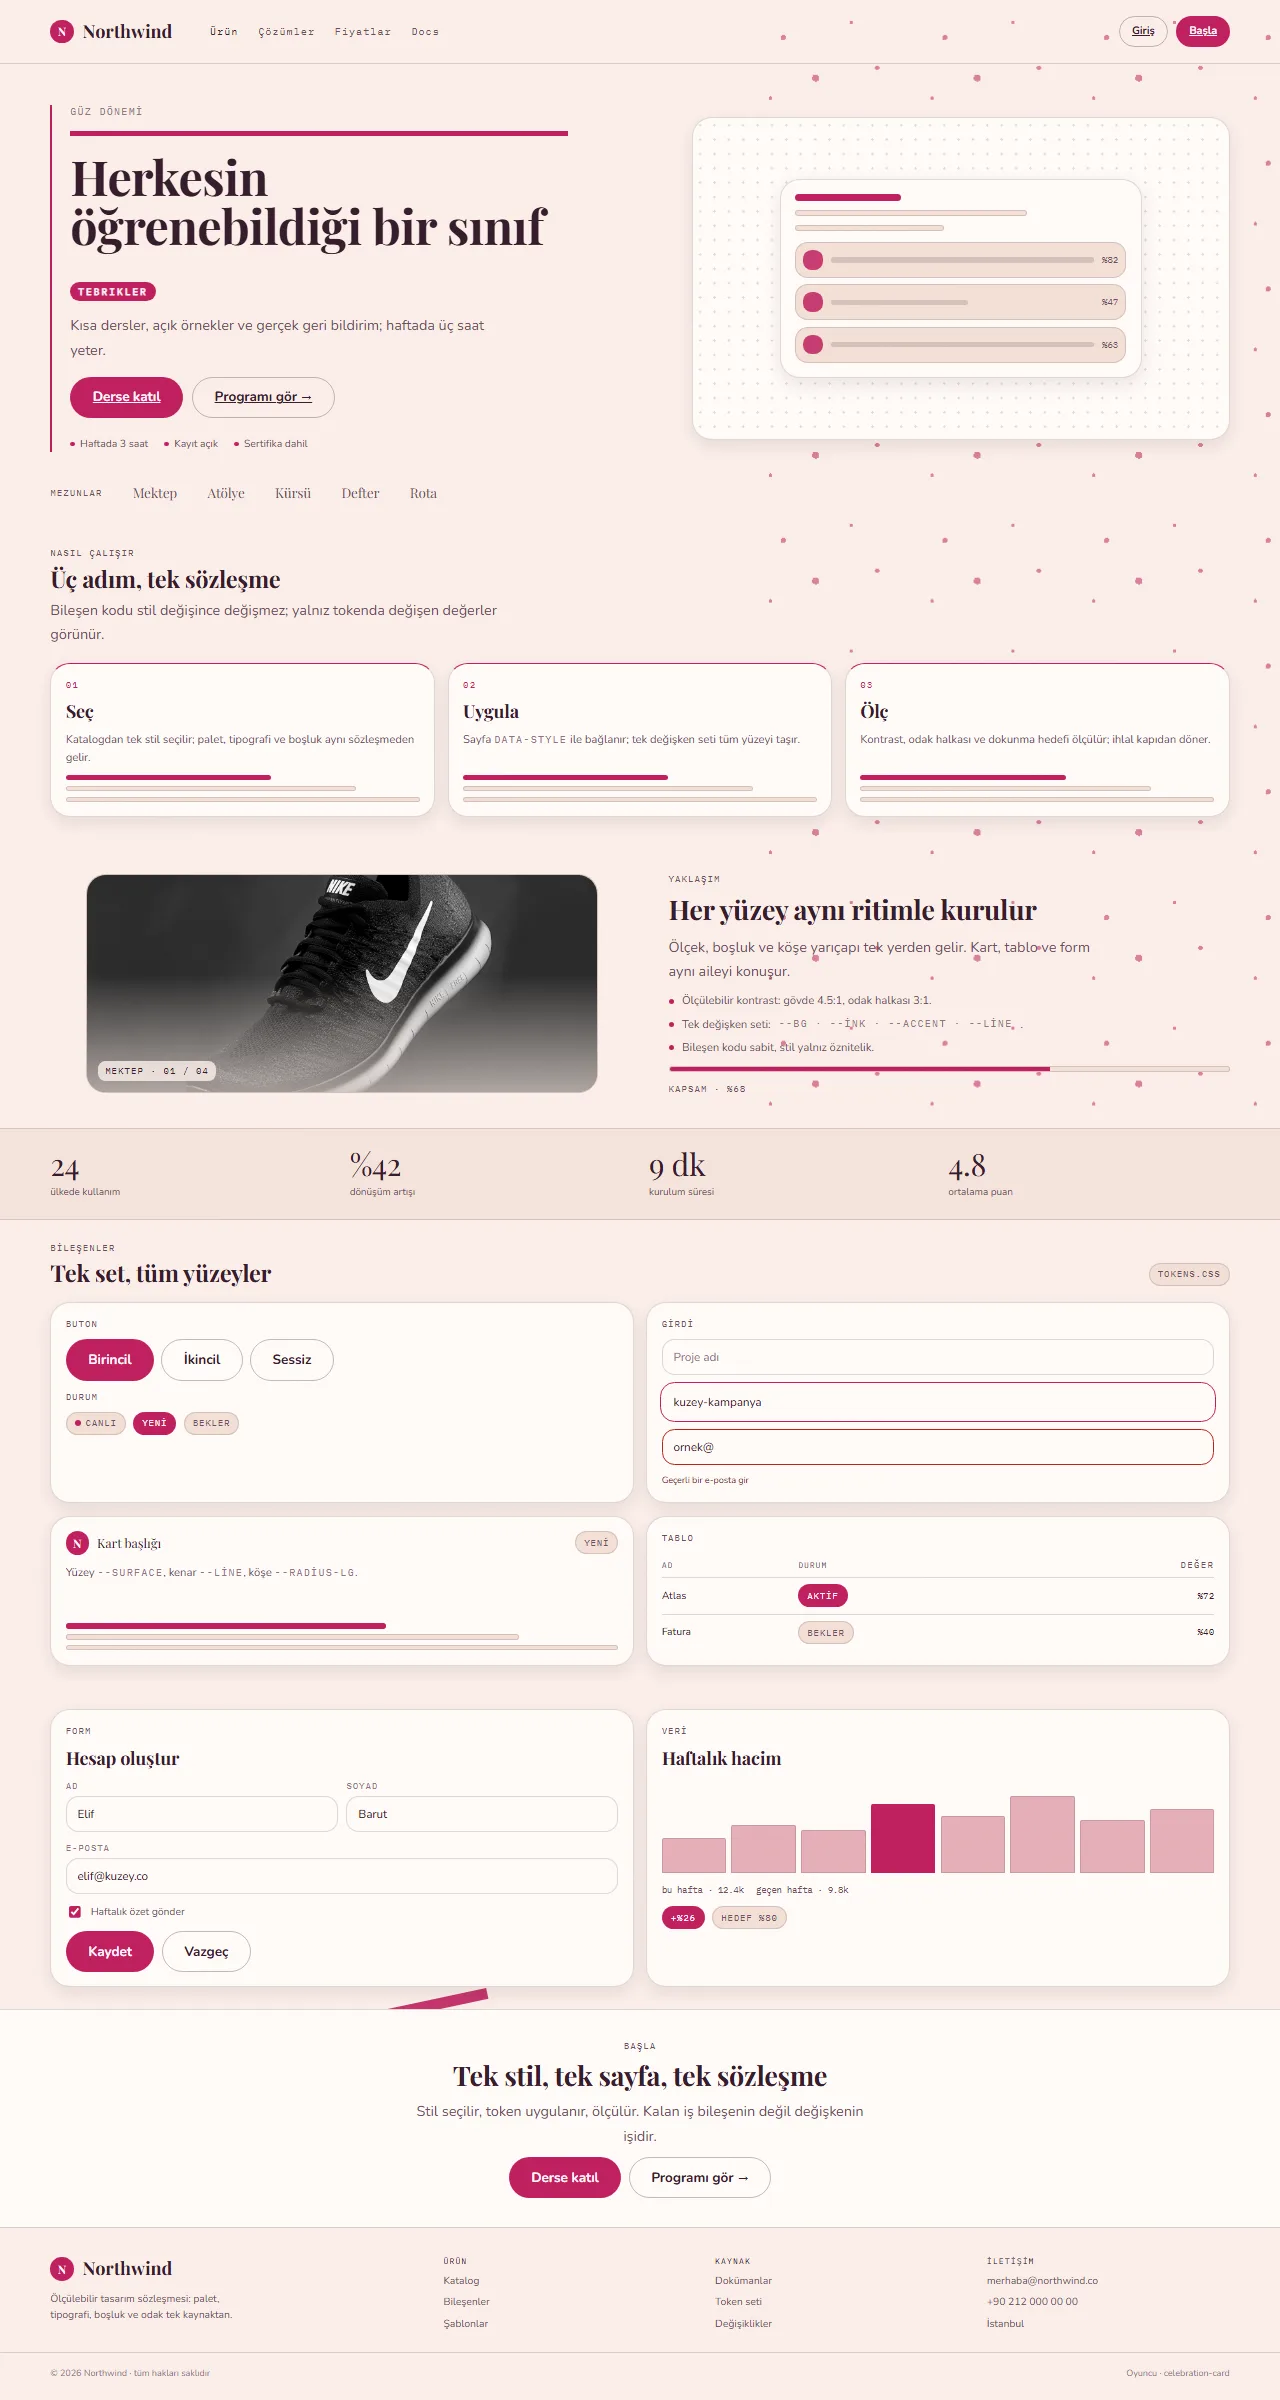 N Northwind Ürün Çözümler Fiyatlar Docs Giriş Başla
GÜZ DÖNEMİ
Herkesin
öğrenebildiği bir sınıf
TEBRIKLER
Kısa dersler, açık örnekler ve gerçek geri bildirim; haftada üç saat
yeter.
Derse katıl Programı gör →
Haftada 3 saat Kayıt açık Sertifika dahil
%82
%47
%63
MEZUNLAR Mektep Atölye Kürsü Defter Rota
NASIL ÇALIŞIR
Üç adım, tek sözleşme
Bileşen kodu stil değişince değişmez; yalnız tokenda değişen değerler
görünür.
01
Seç
Katalogdan tek stil seçilir; palet, tipografi ve boşluk aynı sözleşmeden
gelir.
02
Uygula
Sayfa DATA-STYLE ile bağlanır; tek değişken seti tüm yüzeyi taşır.
03
Ölç
Kontrast, odak halkası ve dokunma hedefi ölçülür; ihlal kapıdan döner.
NIKE
MEKTEP · 01 / 04
YAKLAŞIM
Her yüzey aynı ritimle kurulur
Ölçek, boşluk ve köşe yarıçapı tek yerden gelir. Kart, tablo ve form
aynı aileyi konuşur.
Ölçülebilir kontrast: gövde 4.5:1, odak halkası 3:1.
Tek değişken seti: --BG · --İNK · --ACCENT · --LİNE .
Bileşen kodu sabit, stil yalnız öznitelik.
KAPSAM · %68
24
ülkede kullanım
%42
dönüşüm artışı
9 dk
kurulum süresi
4.8
ortalama puan
BİLEŞENLER
Tek set, tüm yüzeyler
TOKENS.CSS
BUTON
Birincil İkincil Sessiz
DURUM
CANLI YENİ BEKLER
GİRDİ
Proje adı
kuzey-kampanya
ornek@
Geçerli bir e-posta gir
N Kart başlığı YENİ
Yüzey --SURFACE, kenar --LİNE, köşe --RADİUS-LG.
TABLO
AD DURUM DEĞER
Atlas AKTİF %72
Fatura BEKLER %40
FORM
Hesap oluştur
AD SOYAD
Elif Barut
E-POSTA
elif@kuzey.co
Haftalık özet gönder
Kaydet Vazgeç
VERİ
Haftalık hacim
bu hafta · 12.4k geçen hafta · 9.8k
+%26 HEDEF %80
BAŞLA
Tek stil, tek sayfa, tek sözleşme
Stil seçilir, token uygulanır, ölçülür. Kalan iş bileşenin değil değişkenin
işidir.
Derse katıl Programı gör →
N Northwind
Ölçülebilir tasarım sözleşmesi: palet,
tipografi, boşluk ve odak tek kaynaktan.
ÜRÜN
Katalog
Bileşenler
Şablonlar
KAYNAK
Dokümanlar
Token seti
Değişiklikler
İLETİŞİM
merhaba@northwind.co
+90 212 000 00 00
İstanbul
© 2026 Northwind · tüm hakları saklıdır
Oyuncu · celebration-card